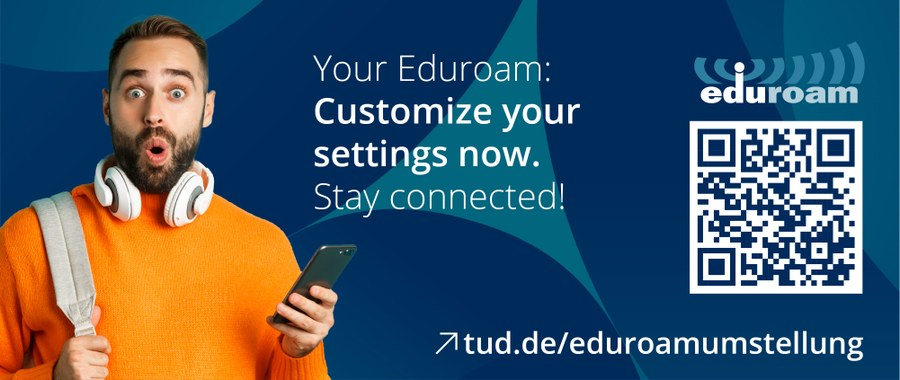 Your Eduroam:
Customize your
settings now.
Stay connected!
eduroam
tud.de/eduroamumstellung